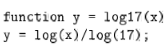 function y = log17(x)
y = log(x)/log(17);